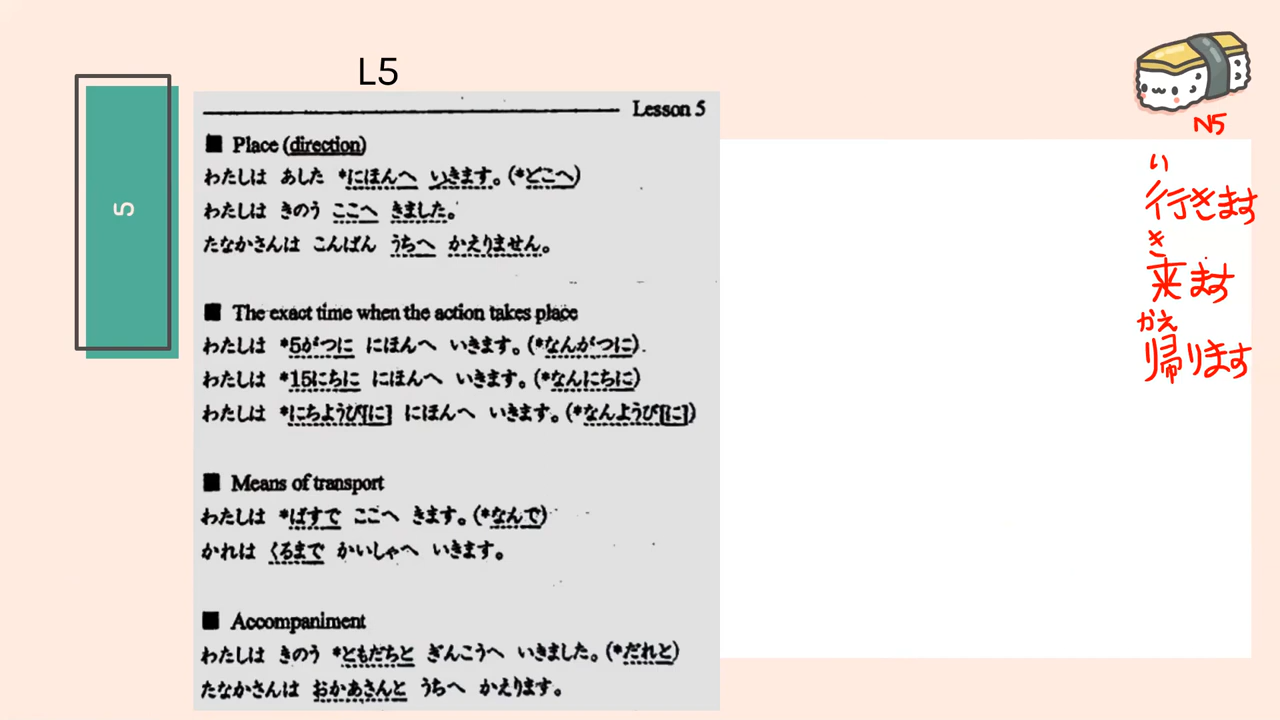 L5
5
Lesson 5
■ Place (direction)
わたしは あした *にほんへ いきます。(*どこへ)
わたしは きのう ここへ きました。
たなかさんは こんばん うちへ かえりません。
■ The exact time when the action takes place
わたしは *5がつに にほんへ いきます。(*なんがつに)
わたしは *15にちに にほんへ いきます。(*なんにちに)
わたしは *にちようび[に] にほんへ いきます。(*なんようび[に])
■ Means of transport
わたしは *ばすで ここへ きます。(*なんで)
かれは くるまで かいしゃへ いきます。
■ Accompaniment
わたしは きのう *ともだちと ぎんこうへ いきました。(*だれと)
たなかさんは おかあさんと うちへ かえります。
N5
い
行きます
き
来ます
かえ
帰ります